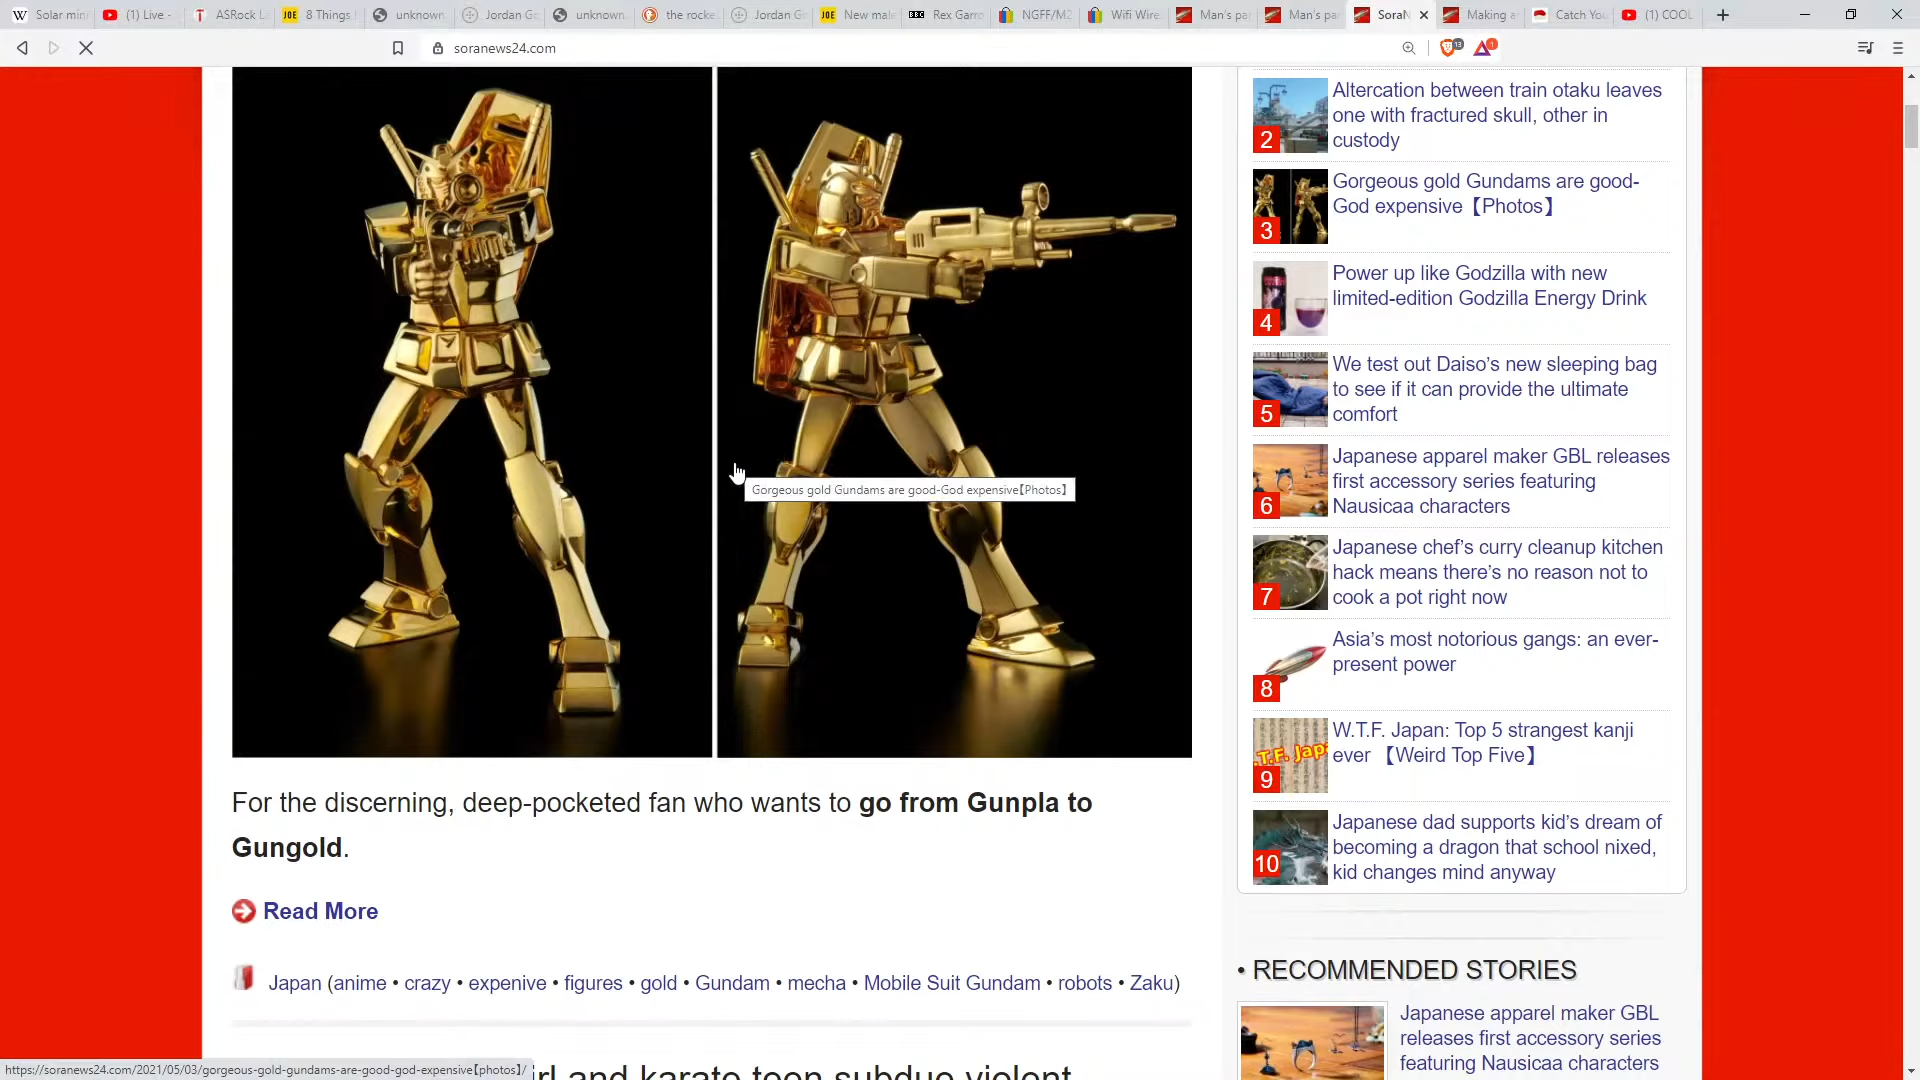 Solar min
(1) Live -
ASRock L
8 Things
unknown
Jordan G
unknown.
the rocke
Jordan G
New male
Rex Garro
NGFF/M2
Wifi Wire
Man's pa
Man's pa
SoraN
Making a
Catch Yo
(1) COOL
soranews24.com
2
Altercation between train otaku leaves
one with fractured skull, other in
custody
3
Gorgeous gold Gundams are good-
God expensive【Photos】
4
Power up like Godzilla with new
limited-edition Godzilla Energy Drink
5
We test out Daiso's new sleeping bag
to see if it can provide the ultimate
comfort
6
Japanese apparel maker GBL releases
first accessory series featuring
Nausicaa characters
7
Japanese chef's curry cleanup kitchen
hack means there's no reason not to
cook a pot right now
8
Asia's most notorious gangs: an ever-
present power
9
W.T.F. Japan: Top 5 strangest kanji
ever 【Weird Top Five】
10
Japanese dad supports kid's dream of
becoming a dragon that school nixed,
kid changes mind anyway
Gorgeous gold Gundams are good-God expensive【Photos】
For the discerning, deep-pocketed fan who wants to go from Gunpla to
Gungold.
Read More
Japan (anime • crazy • expenive • figures • gold • Gundam • mecha • Mobile Suit Gundam • robots • Zaku)
• RECOMMENDED STORIES
Japanese apparel maker GBL
releases first accessory series
featuring Nausicaa characters
https://soranews24.com/2021/05/03/gorgeous-gold-gundams-are-good-god-expensive【photos】/
irl and karate teen subdue violent